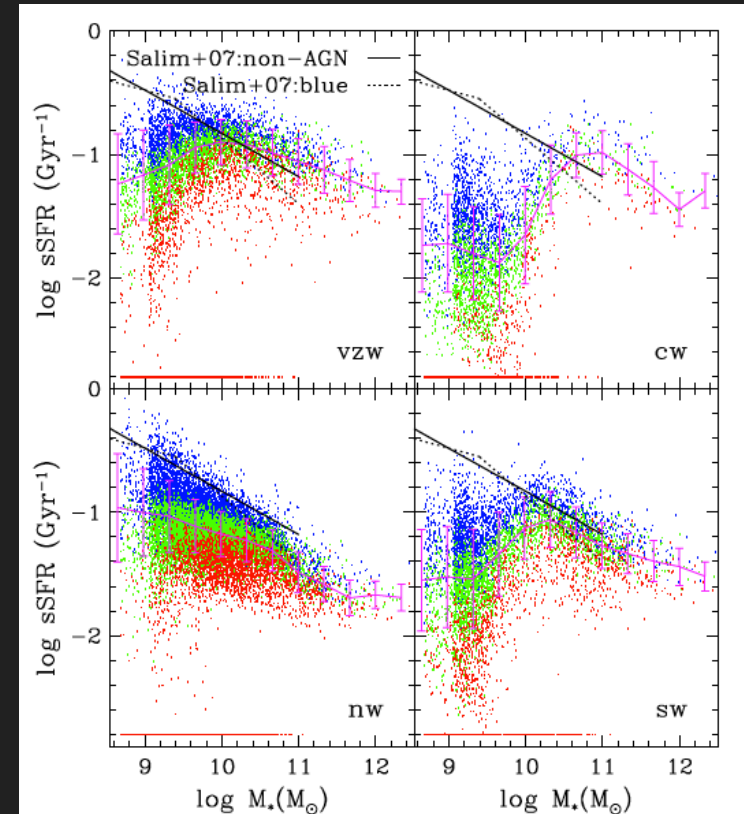 0
Salim+07:non-AGN
Salim+07:blue
log sSFR (Gyr⁻¹)
-1
-2
vzw
cw
0
log sSFR (Gyr⁻¹)
-1
-2
nw
sw
9 10 11 12 9 10 11 12
log M*(M☉) log M*(M☉)